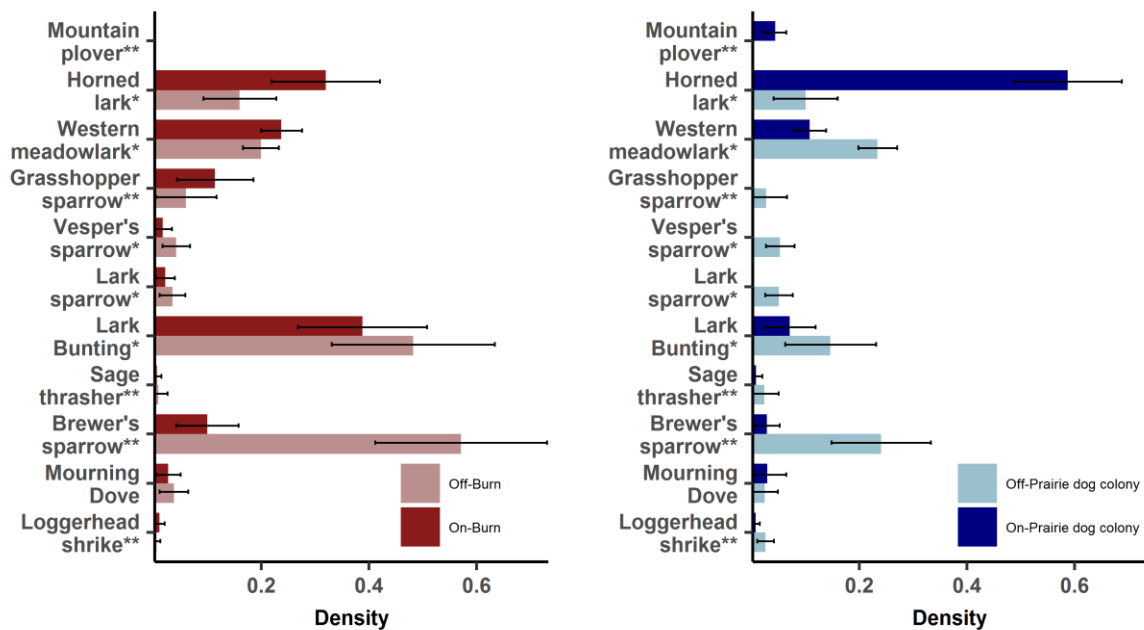 Mountain
plover**
Horned
lark*
Western
meadowlark*
Grasshopper
sparrow**
Vesper's
sparrow*
Lark
sparrow*
Lark
Bunting*
Sage
thrasher**
Brewer's
sparrow**
Mourning
Dove
Loggerhead
shrike**
Off-Burn
On-Burn
0.2 0.4 0.6
Density
Mountain
plover**
Horned
lark*
Western
meadowlark*
Grasshopper
sparrow**
Vesper's
sparrow*
Lark
sparrow*
Lark
Bunting*
Sage
thrasher**
Brewer's
sparrow**
Mourning
Dove
Loggerhead
shrike**
Off-Prairie dog colony
On-Prairie dog colony
0.2 0.4 0.6
Density